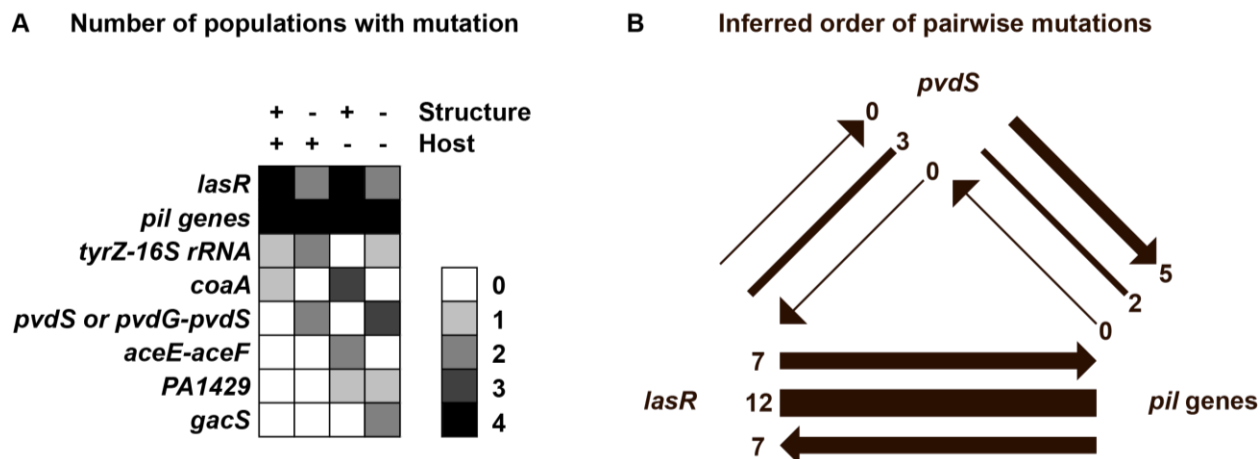 A Number of populations with mutation
+ - + - Structure
+ + - - Host
lasR
pil genes
tyrZ-16S rRNA
coaA
pvdS or pvdG-pvdS
aceE-aceF
PA1429
gacS
0
1
2
3
4
B Inferred order of pairwise mutations
pvdS
0
3
0
5
2
0
7
lasR 12 pil genes
7